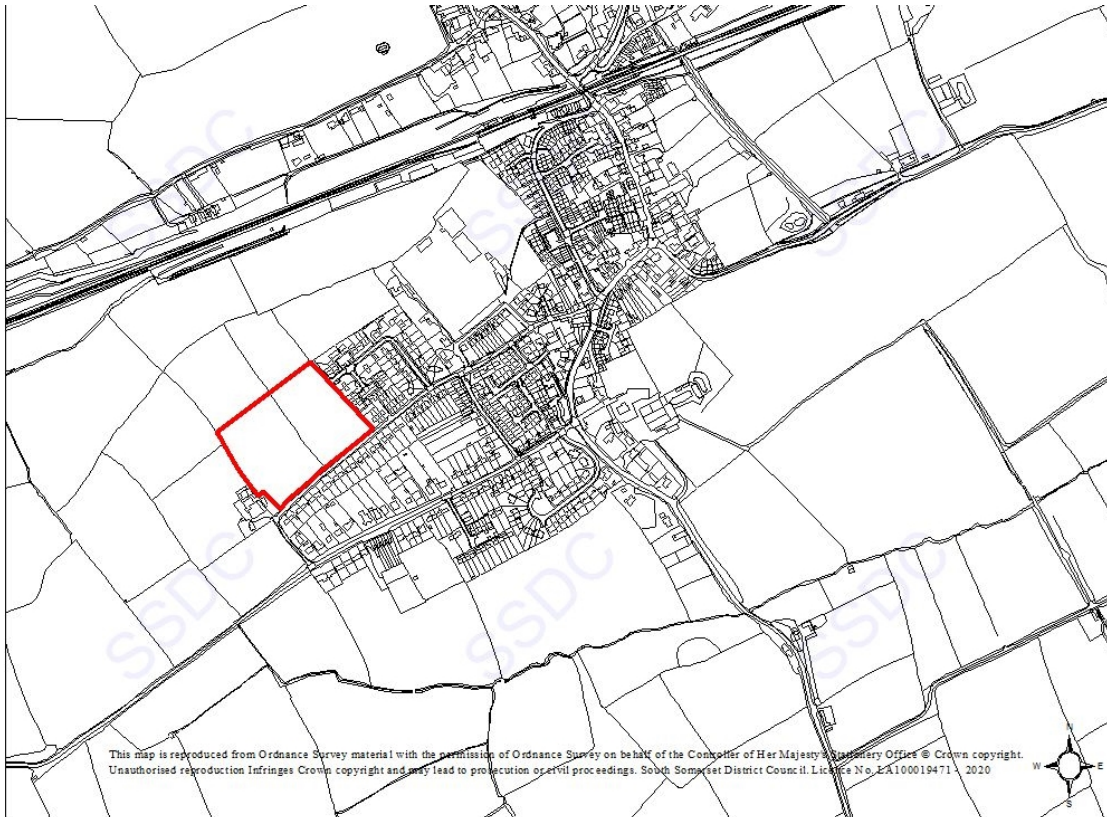 SSDC SSDC SSDC
SSDC SSDC SSDC
N
This map is reproduced from Ordnance Survey material with the permission of Ordnance Survey on behalf of the Controller of Her Majesty's Stationery Office © Crown copyright.
W E
Unauthorised reproduction Infringes Crown copyright and may lead to prosecution or civil proceedings. South Somerset District Council. Licence No. LA100019471 - 2020
S